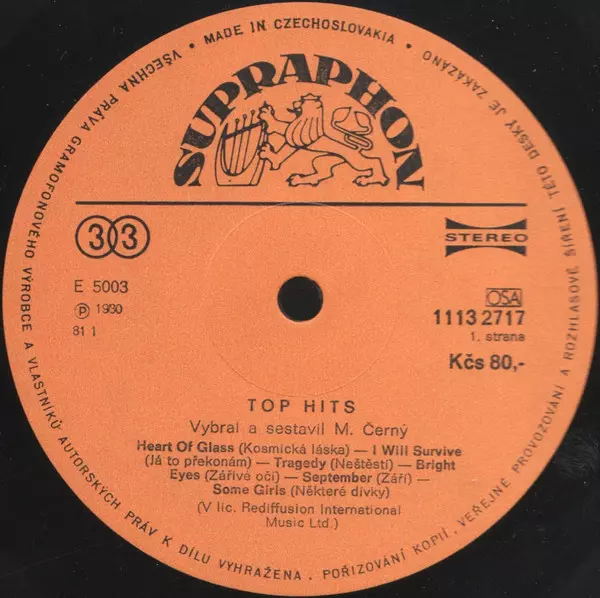 VŠECHNA PRÁVA GRAMOFONOVÉHO VÝROBCE A VLASTNÍKŮ AUTORSKÝCH PRÁV K DÍLU VYHRAŽENA. POŘIZOVÁNÍ KOPIÍ, VEŘEJNÉ PROVOZOVÁNÍ A ROZHLASOVÉ ŠÍŘENÍ TÉTO DESKY JE ZAKÁZÁNO
• MADE IN CZECHOSLOVAKIA •
SUPRAPHON
33
STEREO
E 5003
℗ 1980
81 1
OSA
1113 2717
1. strana
Kčs 80,-
TOP HITS
Vybral a sestavil M. Černý
Heart Of Glass (Kosmická láska) — I Will Survive
(Já to překonám) — Tragedy (Neštěstí) — Bright
Eyes (Zářivé oči) — September (Září) —
Some Girls (Některé dívky)
(V lic. Rediffusion International
Music Ltd.)